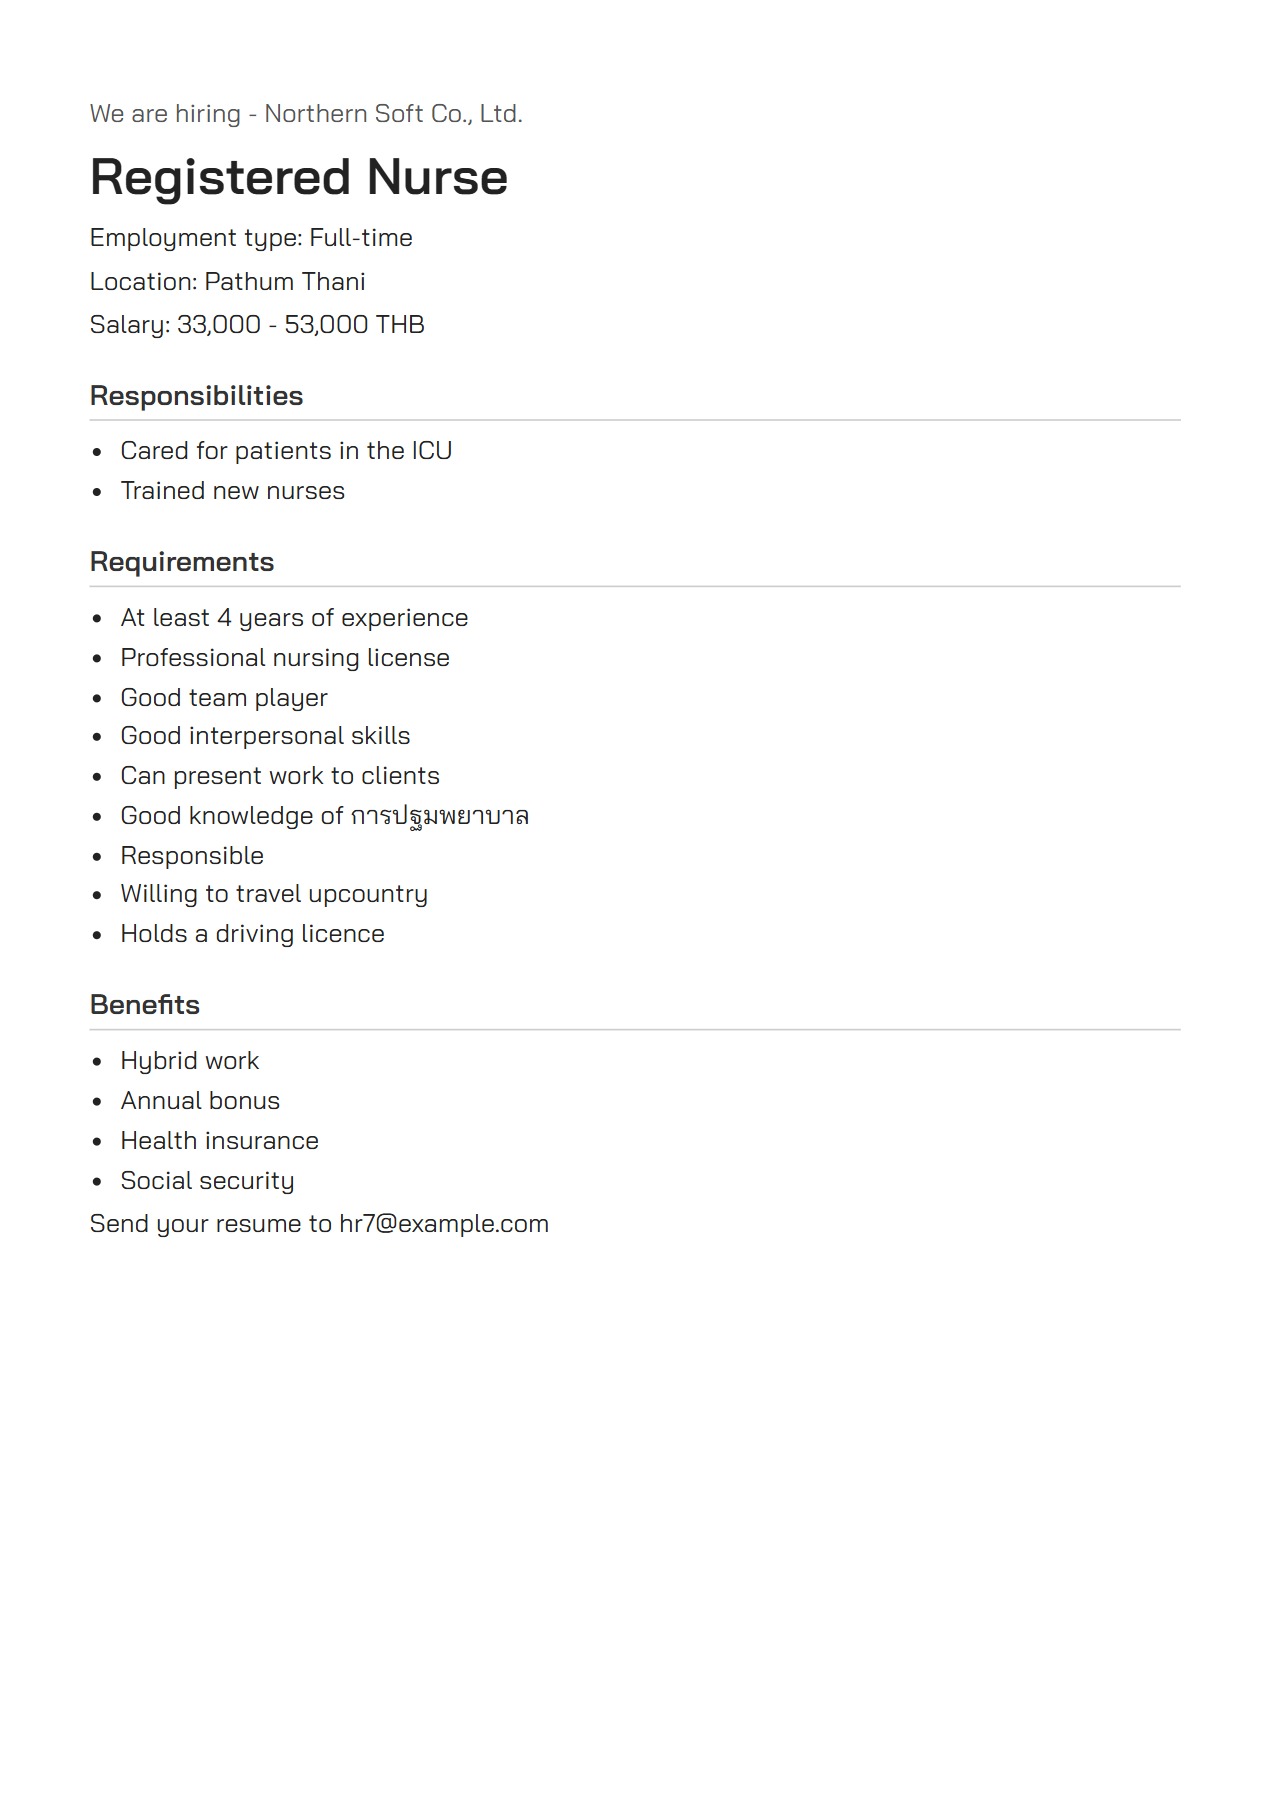 We are hiring - Northern Soft Co., Ltd.
Registered Nurse
Employment type: Full-time
Location: Pathum Thani
Salary: 33,000 - 53,000 THB
Responsibilities
• Cared for patients in the ICU
• Trained new nurses
Requirements
• At least 4 years of experience
• Professional nursing license
• Good team player
• Good interpersonal skills
• Can present work to clients
• Good knowledge of การปฐมพยาบาล
• Responsible
• Willing to travel upcountry
• Holds a driving licence
Benefits
• Hybrid work
• Annual bonus
• Health insurance
• Social security
Send your resume to hr7@example.com